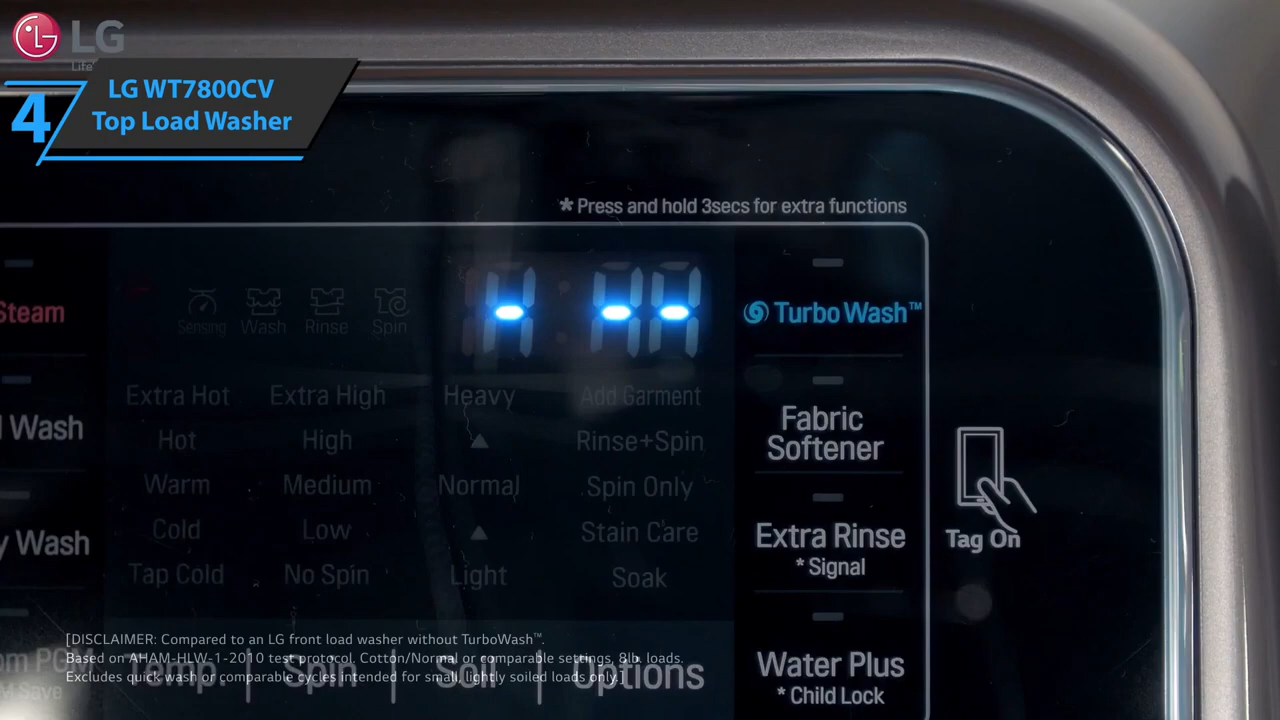 LG
Life
4
LG WT7800CV
Top Load Washer
* Press and hold 3secs for extra functions
Steam
Sensing Wash Rinse Spin
TurboWash™
Extra Hot Extra High Heavy Add Garment
Hot High Rinse+Spin
Warm Medium Normal Spin Only
Cold Low Stain Care
Tap Cold No Spin Light Soak
Wash
Wash
Fabric
Softener
Extra Rinse
* Signal
Tag On
[DISCLAIMER: Compared to an LG front load washer without TurboWash™.
Based on AHAM-HLW-1-2010 test protocol. Cotton/Normal or comparable settings, 8lb. loads.
Excludes quick wash or comparable cycles intended for small, lightly soiled loads only.]
Temp. Spin Soil Options
Water Plus
* Child Lock